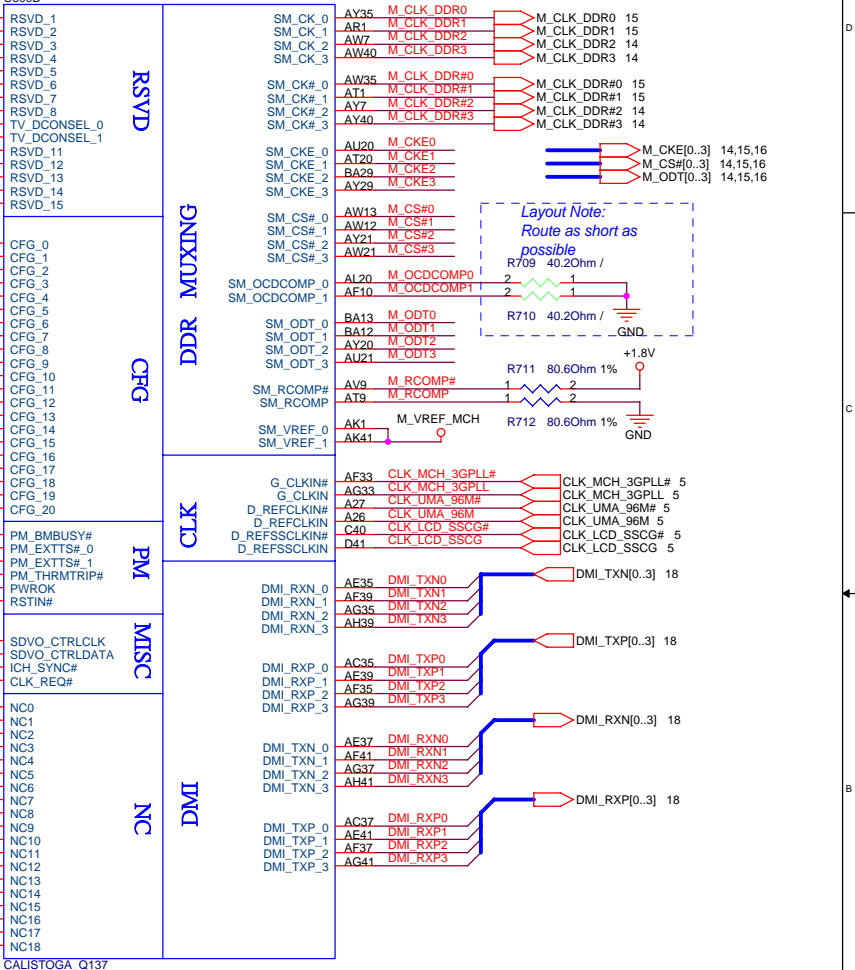 RSVD_1
RSVD_2
RSVD_3
RSVD_4
RSVD_5
RSVD_6
RSVD_7
RSVD_8
TV_DCONSEL_0
TV_DCONSEL_1
RSVD_11
RSVD_12
RSVD_13
RSVD_14
RSVD_15
RSVD
CFG_0
CFG_1
CFG_2
CFG_3
CFG_4
CFG_5
CFG_6
CFG_7
CFG_8
CFG_9
CFG_10
CFG_11
CFG_12
CFG_13
CFG_14
CFG_15
CFG_16
CFG_17
CFG_18
CFG_19
CFG_20
CFG
PM_BMBUSY#
PM_EXTTS#_0
PM_EXTTS#_1
PM_THRMTRIP#
PWROK
RSTIN#
PM
SDVO_CTRLCLK
SDVO_CTRLDATA
ICH_SYNC#
CLK_REQ#
MISC
NC0
NC1
NC2
NC3
NC4
NC5
NC6
NC7
NC8
NC9
NC10
NC11
NC12
NC13
NC14
NC15
NC16
NC17
NC18
NC
CALISTOGA_Q137
DDR MUXING
SM_CK_0 AY35 M_CLK_DDR0 M_CLK_DDR0 15
SM_CK_1 AR1 M_CLK_DDR1 M_CLK_DDR1 15
SM_CK_2 AW7 M_CLK_DDR2 M_CLK_DDR2 14
SM_CK_3 AW40 M_CLK_DDR3 M_CLK_DDR3 14
SM_CK#_0 AW35 M_CLK_DDR#0 M_CLK_DDR#0 15
SM_CK#_1 AT1 M_CLK_DDR#1 M_CLK_DDR#1 15
SM_CK#_2 AY7 M_CLK_DDR#2 M_CLK_DDR#2 14
SM_CK#_3 AY40 M_CLK_DDR#3 M_CLK_DDR#3 14
SM_CKE_0 AU20 M_CKE0
SM_CKE_1 AT20 M_CKE1
SM_CKE_2 BA29 M_CKE2
SM_CKE_3 AY29 M_CKE3
M_CKE[0..3] 14,15,16
M_CS#[0..3] 14,15,16
M_ODT[0..3] 14,15,16
SM_CS#_0 AW13 M_CS#0
SM_CS#_1 AW12 M_CS#1
SM_CS#_2 AY21 M_CS#2
SM_CS#_3 AW21 M_CS#3
Layout Note:
Route as short as
possible
R709 40.2Ohm /
SM_OCDCOMP_0 AL20 M_OCDCOMP0 2 1
SM_OCDCOMP_1 AF10 M_OCDCOMP1 2 1
R710 40.2Ohm /
GND
SM_ODT_0 BA13 M_ODT0
SM_ODT_1 BA12 M_ODT1
SM_ODT_2 AY20 M_ODT2
SM_ODT_3 AU21 M_ODT3
+1.8V
R711 80.6Ohm 1%
SM_RCOMP# AV9 M_RCOMP# 1 2
SM_RCOMP AT9 M_RCOMP 1 2
R712 80.6Ohm 1%
GND
M_VREF_MCH
SM_VREF_0 AK1
SM_VREF_1 AK41
CLK
G_CLKIN# AF33 CLK_MCH_3GPLL# CLK_MCH_3GPLL# 5
G_CLKIN AG33 CLK_MCH_3GPLL CLK_MCH_3GPLL 5
D_REFCLKIN# A27 CLK_UMA_96M# CLK_UMA_96M# 5
D_REFCLKIN A26 CLK_UMA_96M CLK_UMA_96M 5
D_REFSSCLKIN# C40 CLK_LCD_SSCG# CLK_LCD_SSCG# 5
D_REFSSCLKIN D41 CLK_LCD_SSCG CLK_LCD_SSCG 5
DMI
DMI_RXN_0 AE35 DMI_TXN0 DMI_TXN[0..3] 18
DMI_RXN_1 AF39 DMI_TXN1
DMI_RXN_2 AG35 DMI_TXN2
DMI_RXN_3 AH39 DMI_TXN3
DMI_TXP[0..3] 18
DMI_RXP_0 AC35 DMI_TXP0
DMI_RXP_1 AE39 DMI_TXP1
DMI_RXP_2 AF35 DMI_TXP2
DMI_RXP_3 AG39 DMI_TXP3
DMI_RXN[0..3] 18
DMI_TXN_0 AE37 DMI_RXN0
DMI_TXN_1 AF41 DMI_RXN1
DMI_TXN_2 AG37 DMI_RXN2
DMI_TXN_3 AH41 DMI_RXN3
DMI_RXP[0..3] 18
DMI_TXP_0 AC37 DMI_RXP0
DMI_TXP_1 AE41 DMI_RXP1
DMI_TXP_2 AF37 DMI_RXP2
DMI_TXP_3 AG41 DMI_RXP3
D
C
B